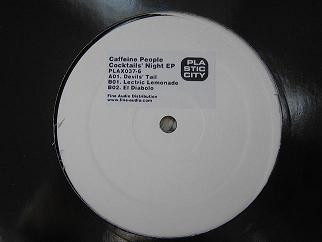 Caffeine People
Cocktails' Night EP
PLAX037-6
A01. Devils' Tail
B01. Lectric Lemonade
B02. El Diabolo
Fine Audio Distribution
www.fine-audio.com
PLA
STIC
CITY